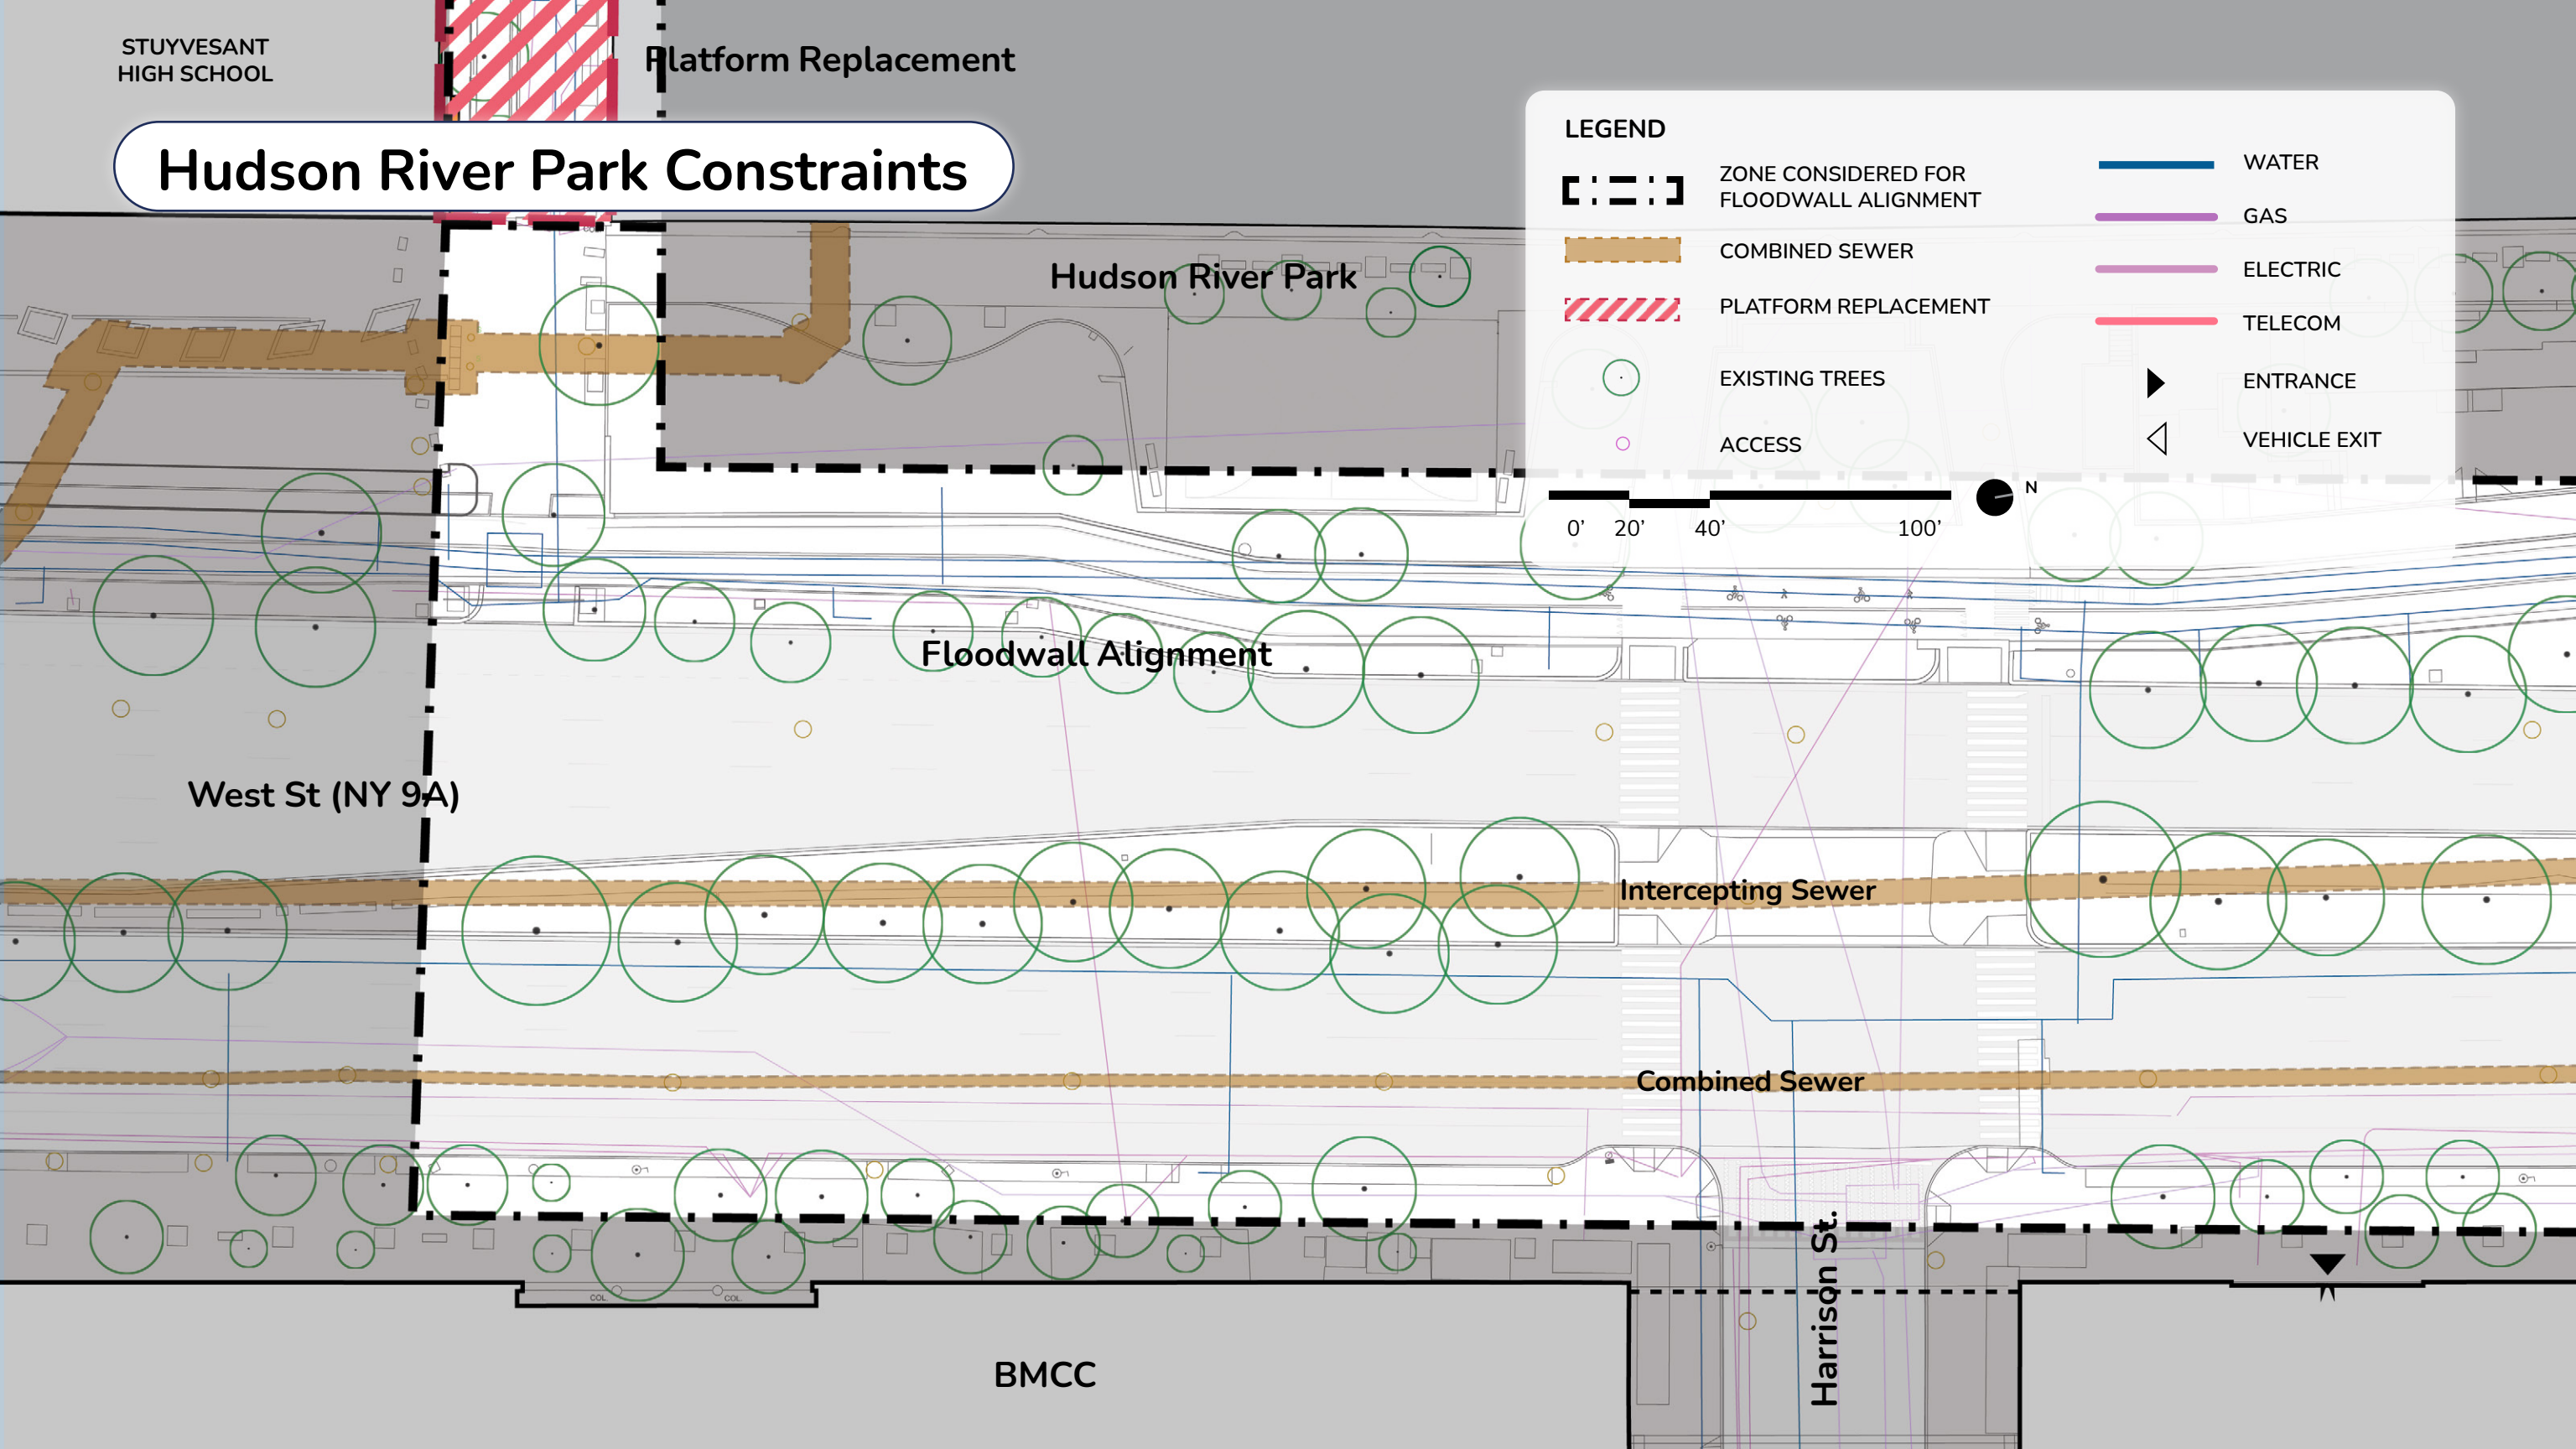 STUYVESANT
HIGH SCHOOL
Platform Replacement
Hudson River Park Constraints
Hudson River Park
LEGEND
ZONE CONSIDERED FOR
FLOODWALL ALIGNMENT
COMBINED SEWER
PLATFORM REPLACEMENT
EXISTING TREES
ACCESS
WATER
GAS
ELECTRIC
TELECOM
ENTRANCE
VEHICLE EXIT
0' 20' 40' 100'
N
Floodwall Alignment
West St (NY 9A)
Intercepting Sewer
Combined Sewer
COL. COL.
Harrison St.
BMCC